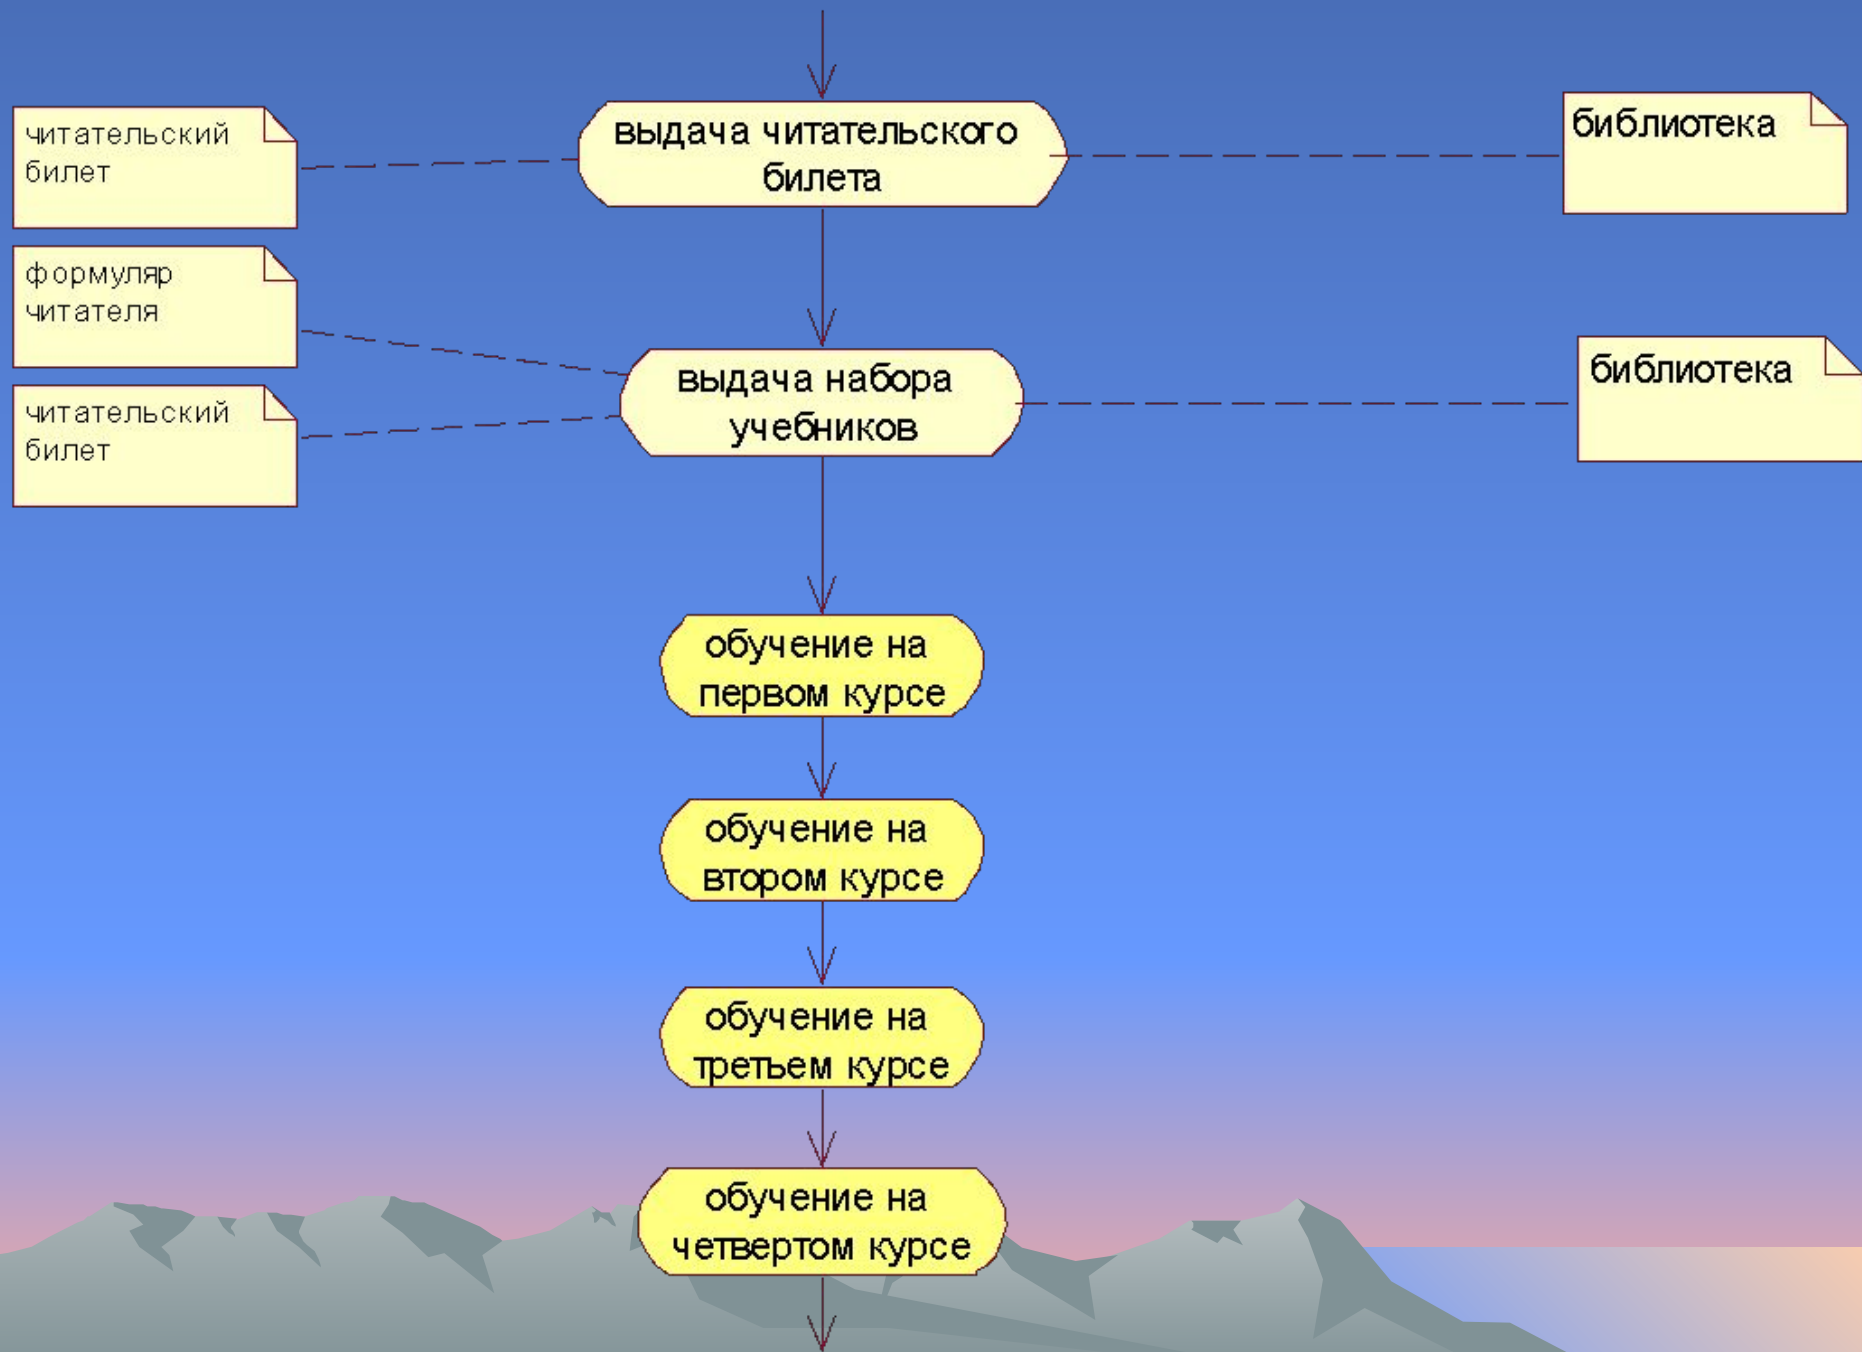 читательский
билет
выдача читательского
билета
библиотека
формуляр
читателя
выдача набора
учебников
библиотека
читательский
билет
обучение на
первом курсе
обучение на
втором курсе
обучение на
третьем курсе
обучение на
четвертом курсе